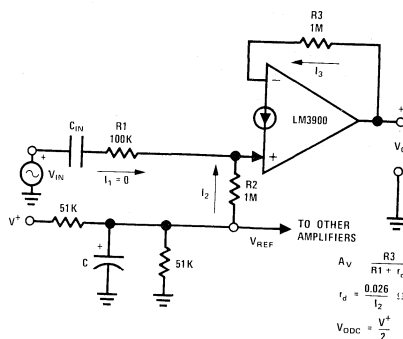 R3
1M
I3
−
LM3900
+
+
V
CIN
R1
100K
+
I1 = 0
VIN
I2
R2
1M
V+
51K
VREF
TO OTHER
AMPLIFIERS
+
C
51K
AV
R3
R1 + r
rd = 0.026
I2
VODC = V+
2